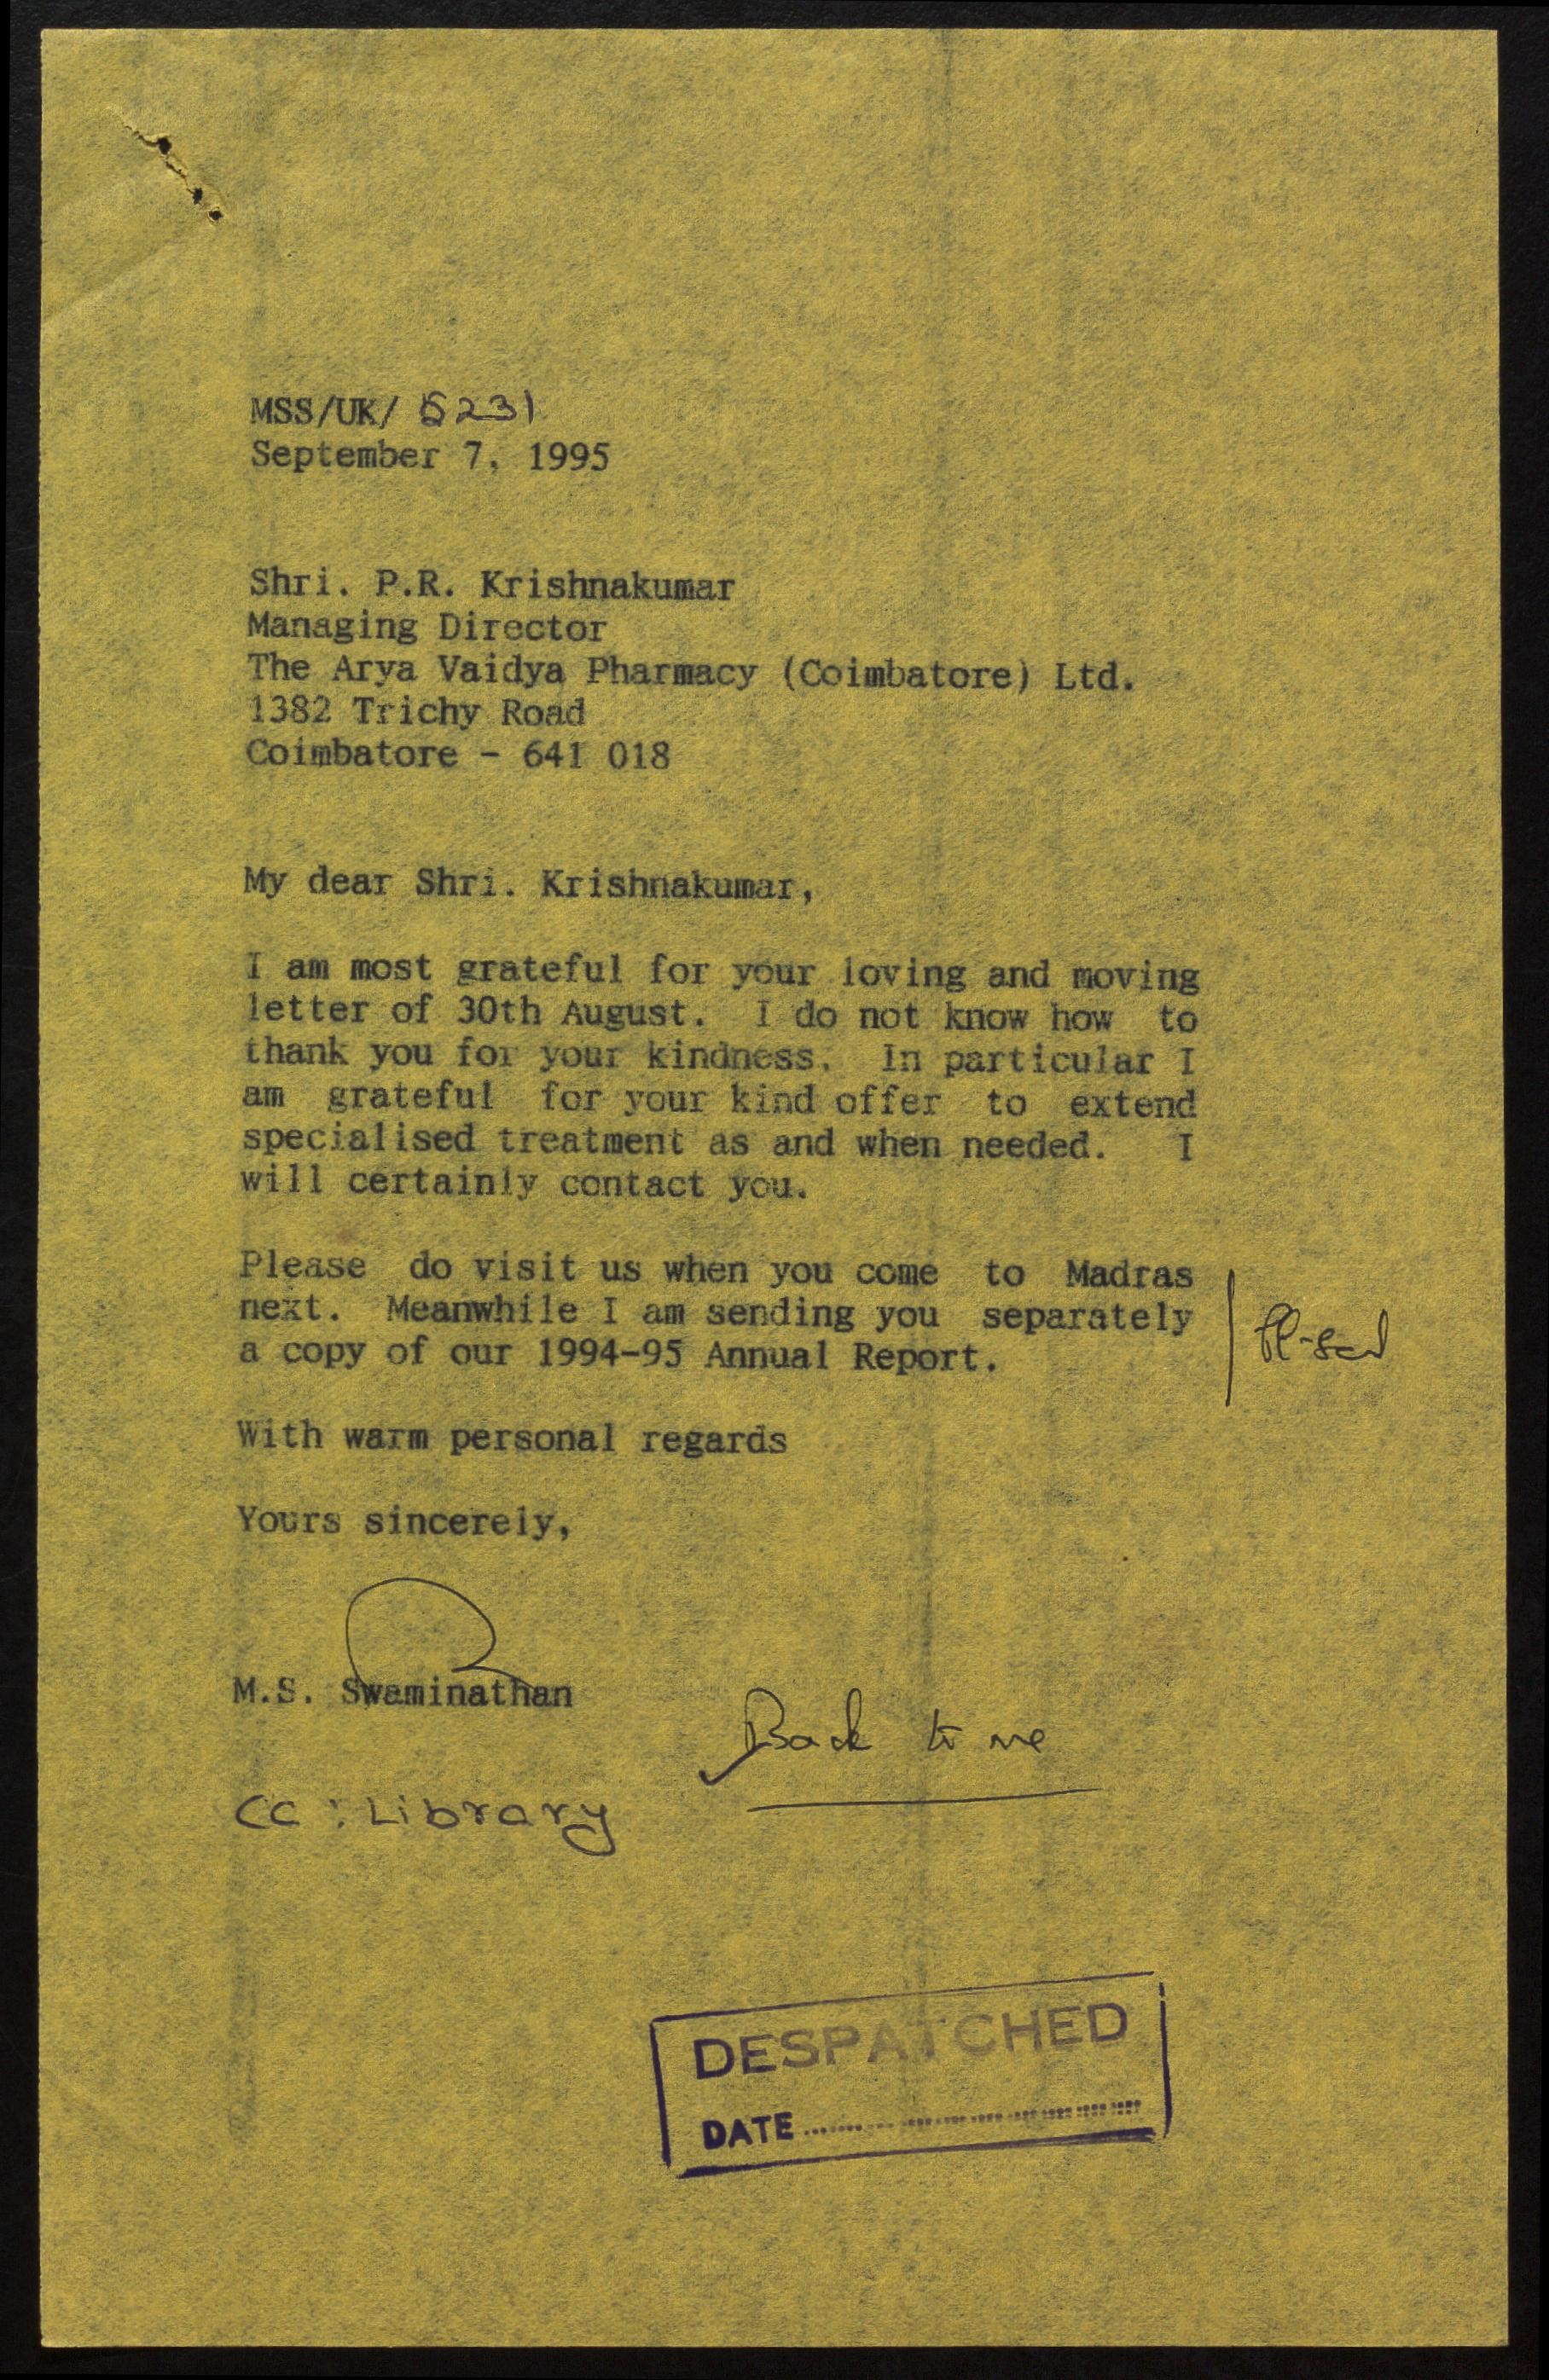 MSS/UK/ 5231
September 7, 1995
Shri. P.R. Krishnakumar
Managing Director
The Arya Vaidya Pharmacy (Coimbatore) Ltd.
1382 Trichy Road
Coimbatore - 641 018
My dear Shri. Krishnakumar,
I am most grateful for your loving and moving
letter of 30th August. I do not know how to
thank you for your kindness. In particular I
am grateful for your kind offer to extend
specialised treatment as and when needed. I
will certainly contact you.
Please do visit us when you come to Madras
next. Meanwhile I am sending you separately
a copy of our 1994-95 Annual Report.
Pl. send
With warm personal regards
Yours sincerely,
M.S. Swaminathan
Back to me
CC : Library
DESPATCHED
DATE ..............................